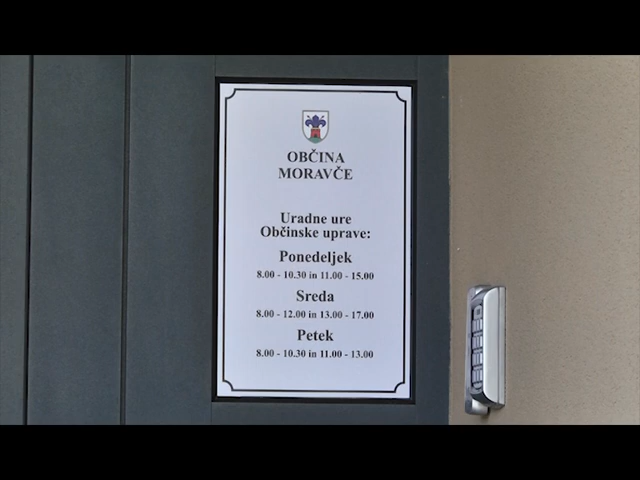 OBČINA
MORAVČE
Uradne ure
Občinske uprave:
Ponedeljek
8.00 - 10.30 in 11.00 - 15.00
Sreda
8.00 - 12.00 in 13.00 - 17.00
Petek
8.00 - 10.30 in 11.00 - 13.00